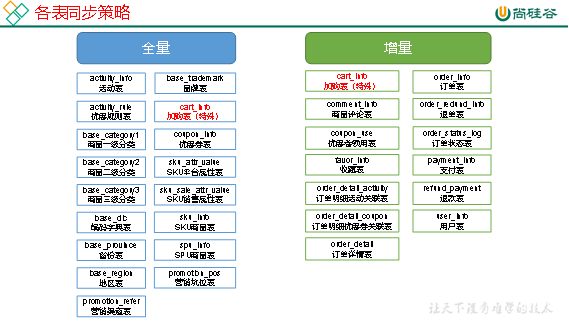 各表同步策略
尚硅谷
全量
activity_info
活动表
base_trademark
品牌表
activity_rule
优惠规则表
cart_info
加购表（特殊）
base_category1
商品一级分类
coupon_info
优惠券表
base_category2
商品二级分类
sku_attr_value
SKU平台属性表
base_category3
商品三级分类
sku_sale_attr_value
SKU销售属性表
base_dic
编码字典表
sku_info
SKU商品表
base_province
省份表
spu_info
SPU商品表
base_region
地区表
promotion_pos
营销坑位表
promotion_refer
营销渠道表
增量
cart_info
加购表（特殊）
order_info
订单表
comment_info
商品评论表
order_refund_info
退单表
coupon_use
优惠卷领用表
order_status_log
订单状态表
favor_info
收藏表
payment_info
支付表
order_detail_activity
订单明细活动关联表
refund_payment
退款表
order_detail_coupon
订单明细优惠券关联表
user_info
用户表
order_detail
订单详情表
让天下没有难学的技术